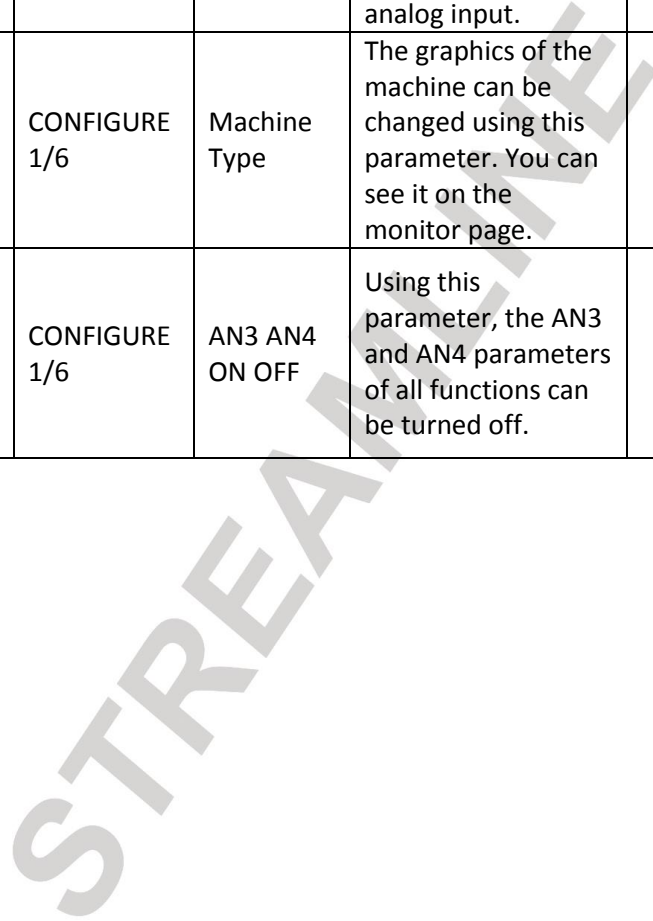 analog input.
CONFIGURE
1/6
Machine
Type
The graphics of the
machine can be
changed using this
parameter. You can
see it on the
monitor page.
CONFIGURE
1/6
AN3 AN4
ON OFF
Using this
parameter, the AN3
and AN4 parameters
of all functions can
be turned off.
STREAMLINE